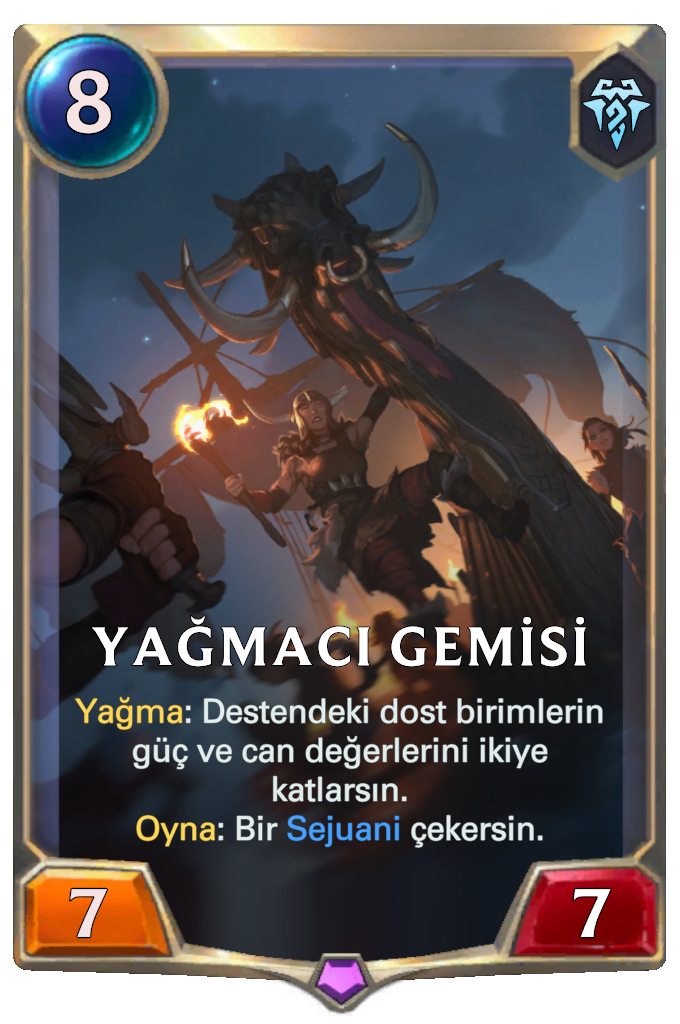 8
YAĞMACI GEMİSİ
Yağma: Destendeki dost birimlerin
güç ve can değerlerini ikiye
katlarsın.
Oyna: Bir Sejuani çekersin.
7
7